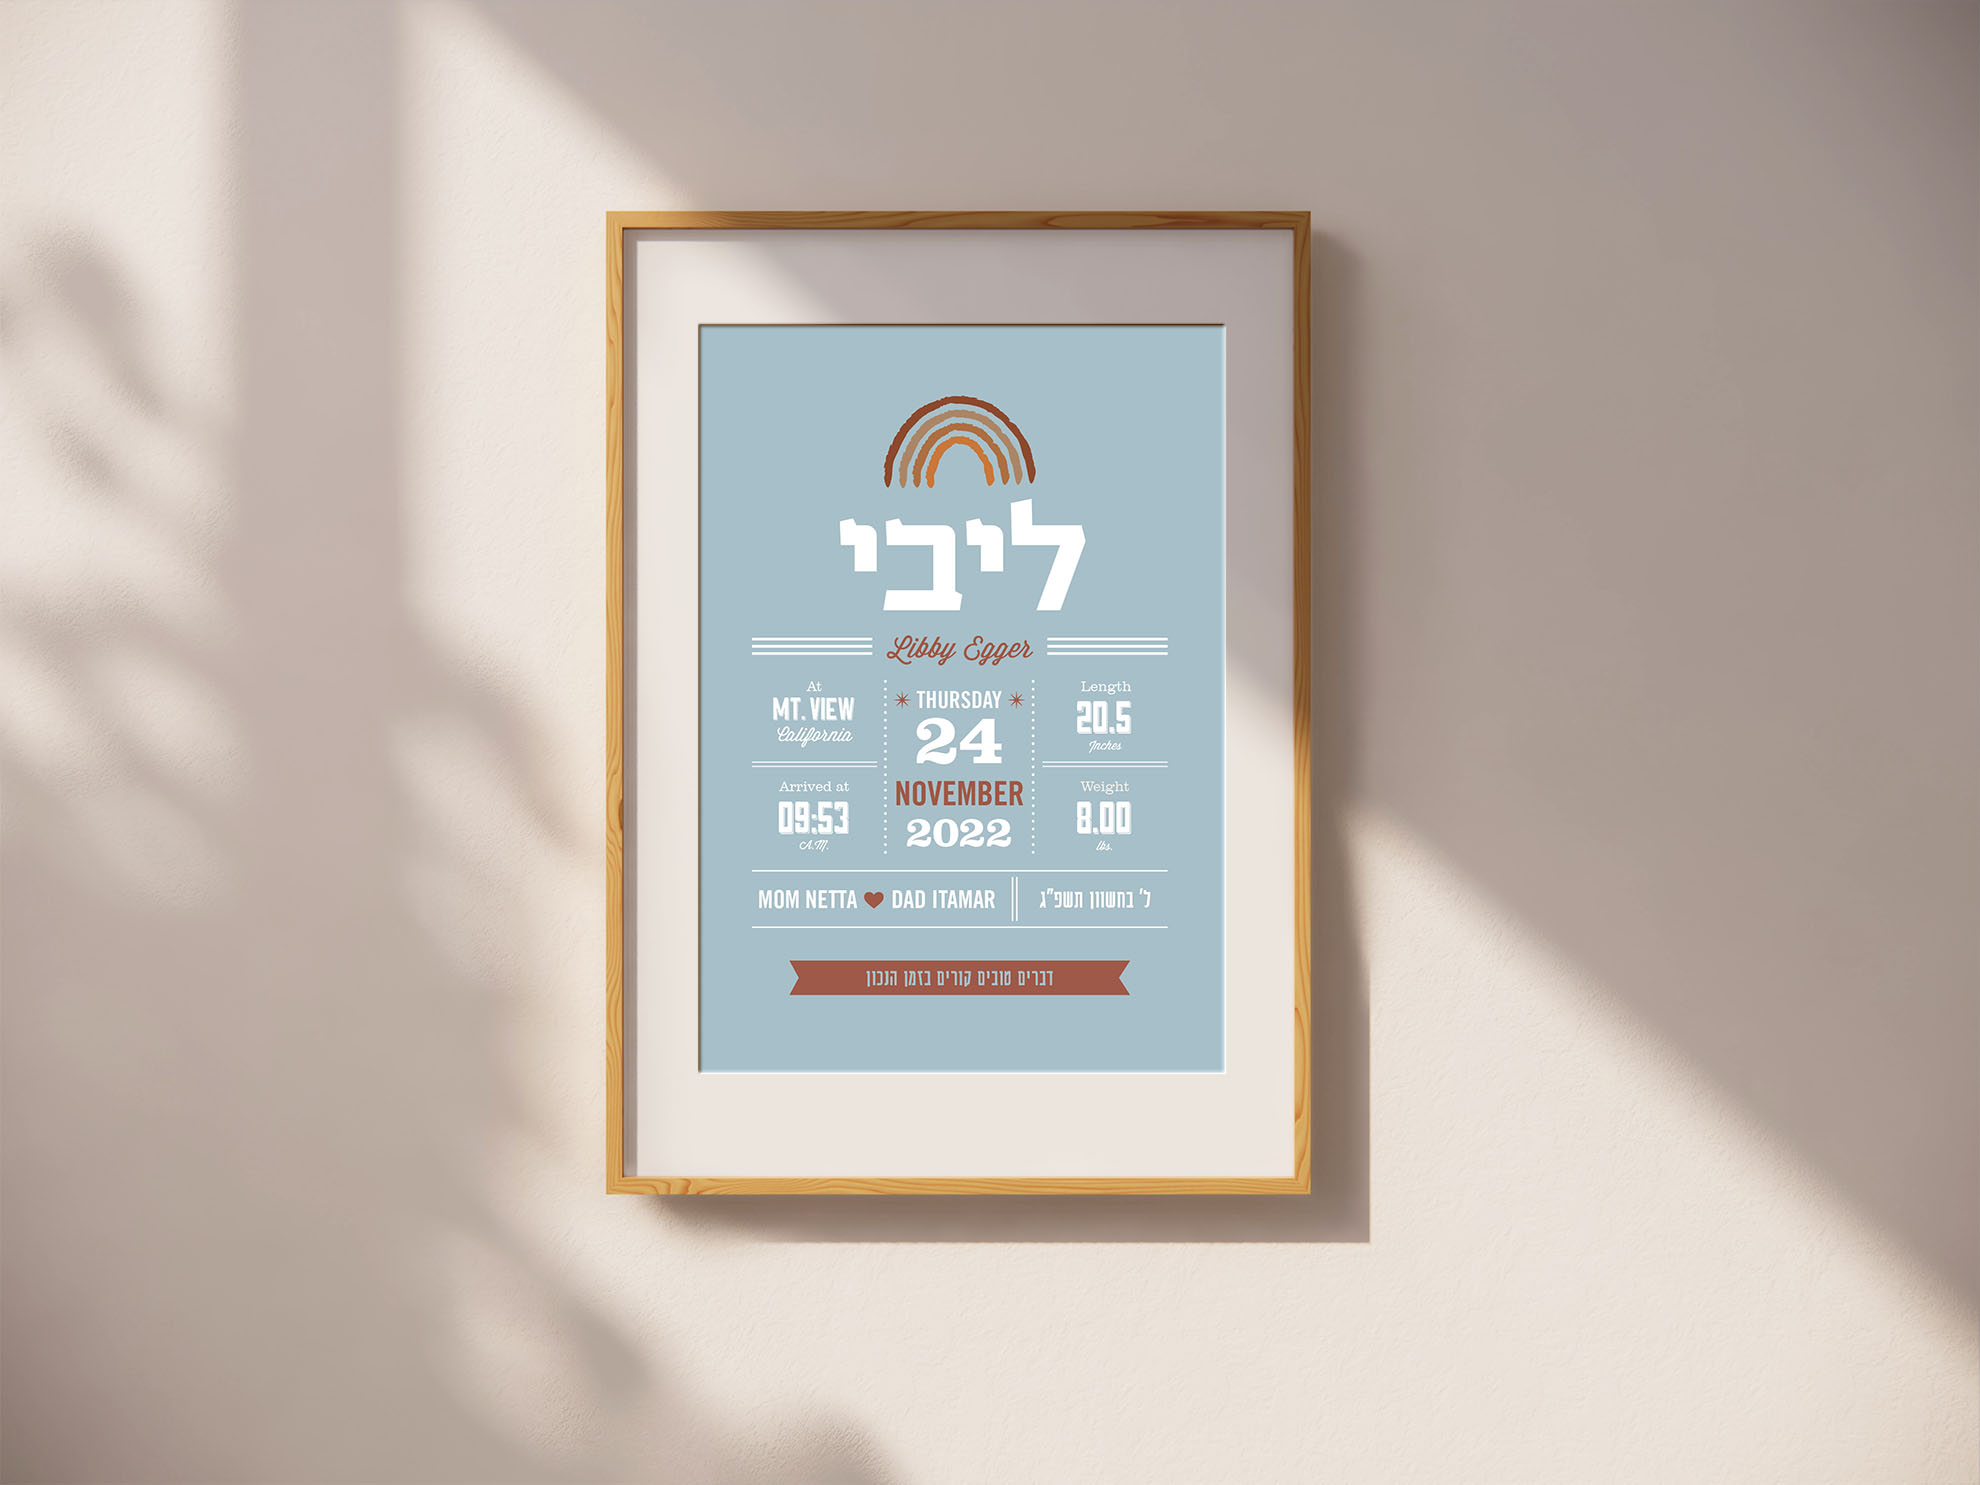 ליבי
Libby Egger
At
MT. VIEW
California
Arrived at
09:53
A.M.
THURSDAY
24
NOVEMBER
2022
Length
20.5
Inches
Weight
8.00
lbs.
MOM NETTA ♥ DAD ITAMAR
ל' בחשוון תשפ"ג
דברים טובים קורים בזמן הנכון